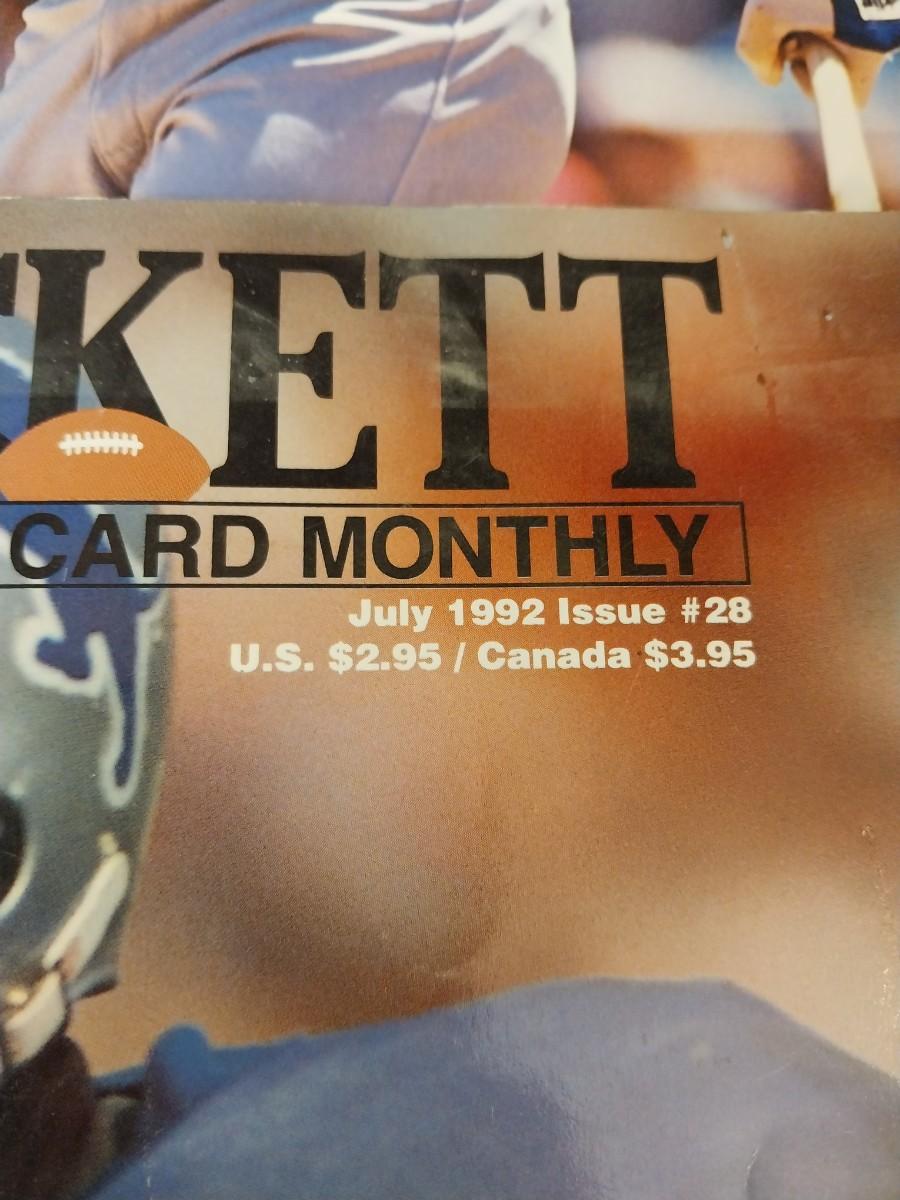 KETT
CARD MONTHLY
July 1992 Issue #28
U.S. $2.95 / Canada $3.95